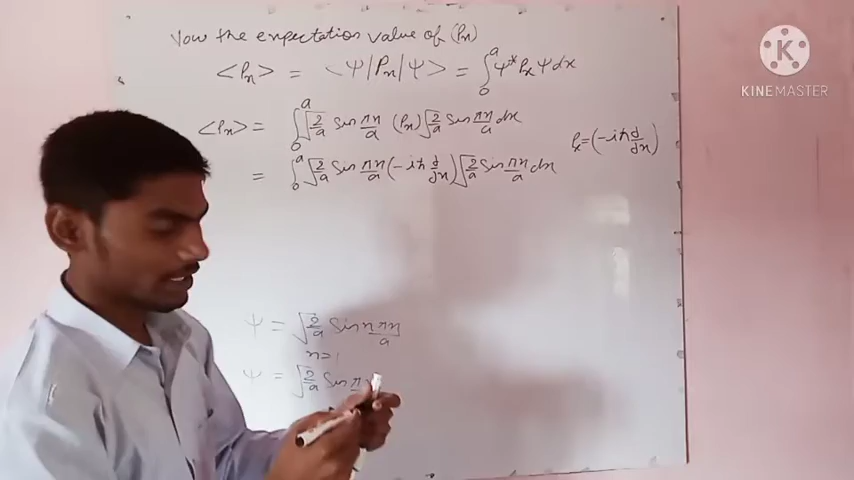 Now the expectation value of (Px)
<Px> = <Ψ|Px|Ψ> = ∫₀ᵃ Ψ* Px Ψ dx
<Px> = ∫₀ᵃ √2/a Sin πx/a (Px) √2/a Sin πx/a dx
Px = (-iħ d/dx)
= ∫₀ᵃ √2/a Sin πx/a (-iħ d/dx) √2/a Sin πx/a dx
Ψ = √2/a Sin nπx/a
n=1
Ψ = √2/a Sin π
K
KINEMASTER